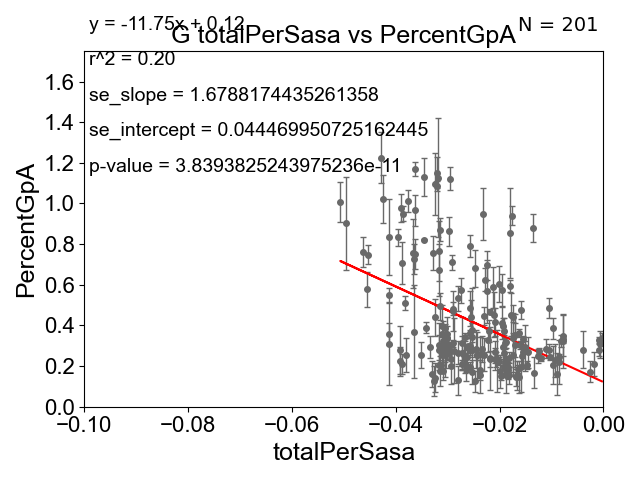 y = -11.75x + 0.12
N = 201
G totalPerSasa vs PercentGpA
r^2 = 0.20
se_slope = 1.6788174435261358
se_intercept = 0.044469950725162445
p-value = 3.8393825243975236e-11
1.6
1.4
1.2
1.0
0.8
0.6
0.4
0.2
0.0
PercentGpA
−0.10
−0.08
−0.06
−0.04
−0.02
0.00
totalPerSasa